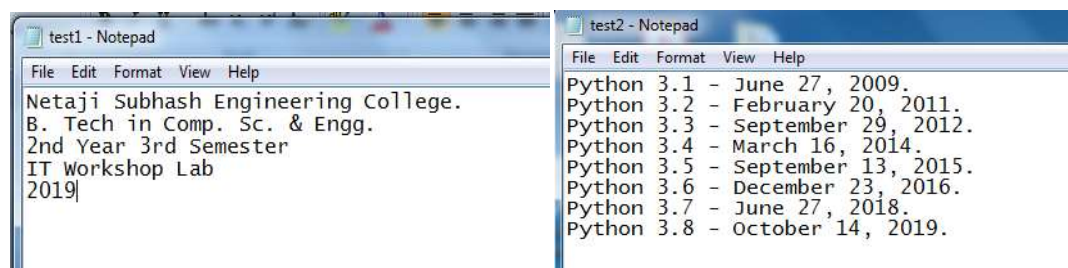 test1 - Notepad
File Edit Format View Help
Netaji Subhash Engineering College.
B. Tech in Comp. Sc. & Engg.
2nd Year 3rd Semester
IT Workshop Lab
2019
test2 - Notepad
File Edit Format View Help
Python 3.1 - June 27, 2009.
Python 3.2 - February 20, 2011.
Python 3.3 - September 29, 2012.
Python 3.4 - March 16, 2014.
Python 3.5 - September 13, 2015.
Python 3.6 - December 23, 2016.
Python 3.7 - June 27, 2018.
Python 3.8 - October 14, 2019.